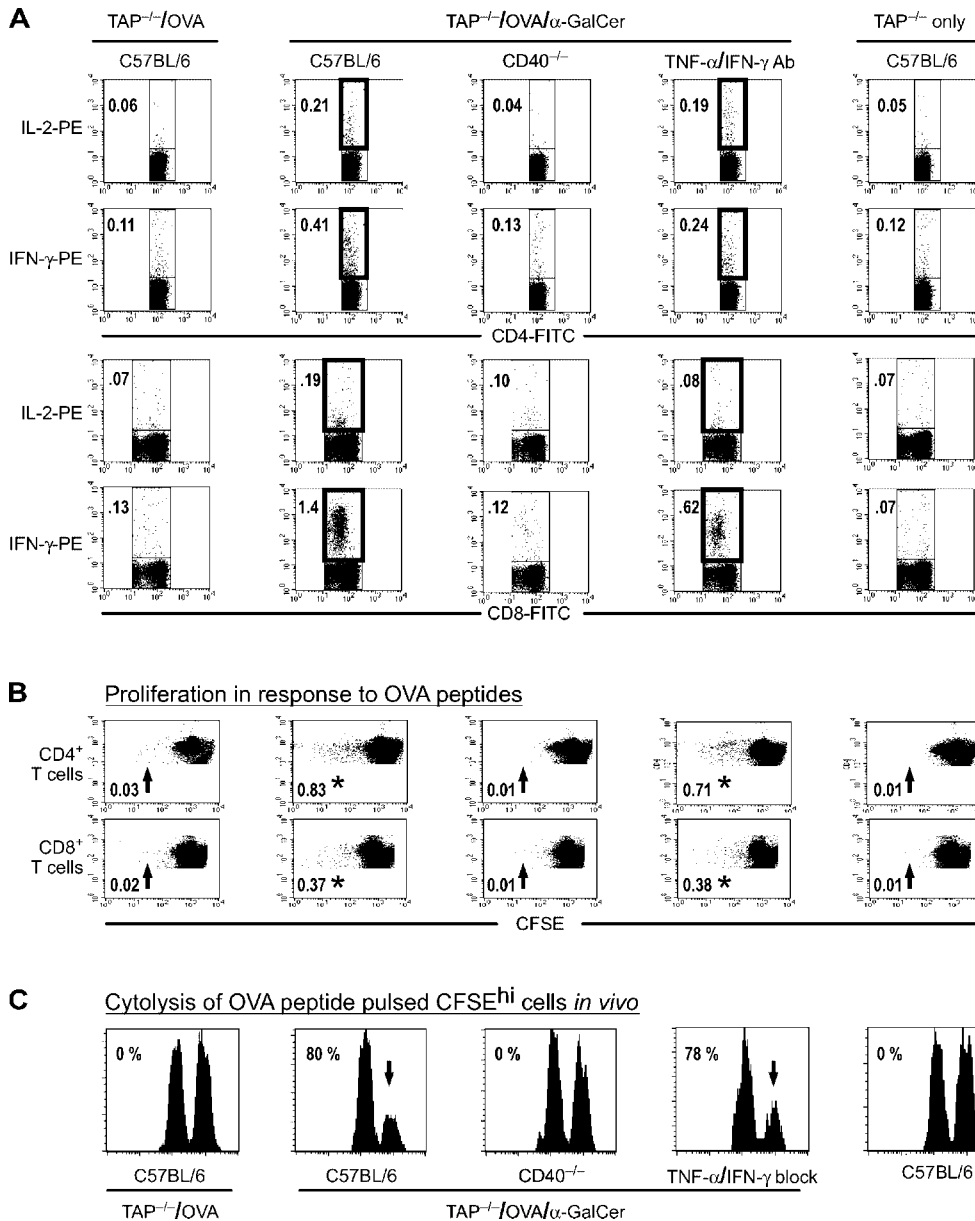 A
TAP–/–/OVA
TAP–/–/OVA/α-GalCer
TAP–/– only
C57BL/6
C57BL/6
CD40–/–
TNF-α/IFN-γ Ab
C57BL/6
IL-2-PE
0.06
0.21
0.04
0.19
0.05
IFN-γ-PE
0.11
0.41
0.13
0.24
0.12
CD4-FITC
IL-2-PE
.07
.19
.10
.08
.07
IFN-γ-PE
.13
1.4
.12
.62
.07
CD8-FITC
B
Proliferation in response to OVA peptides
CD4+
T cells
0.03
0.83 *
0.01
0.71 *
0.01
CD8+
T cells
0.02
0.37 *
0.01
0.38 *
0.01
CFSE
C
Cytolysis of OVA peptide pulsed CFSEhi cells in vivo
0 %
80 %
0 %
78 %
0 %
C57BL/6
C57BL/6
CD40–/–
TNF-α/IFN-γ block
C57BL/6
TAP–/–/OVA
TAP–/–/OVA/α-GalCer